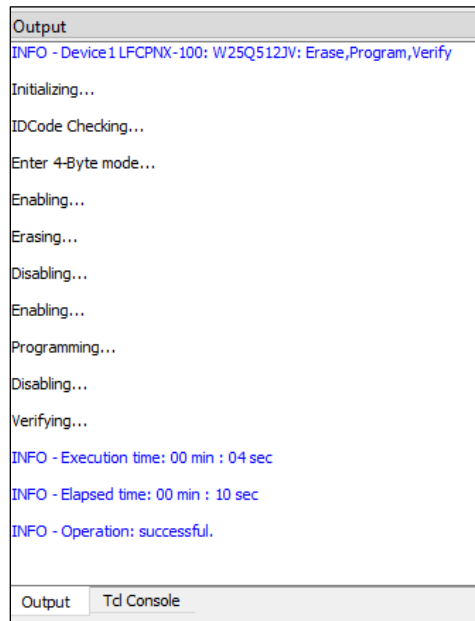 Output
INFO - Device1 LFCPNX-100: W25Q512JV: Erase,Program,Verify
Initializing...
IDCode Checking...
Enter 4-Byte mode...
Enabling...
Erasing...
Disabling...
Enabling...
Programming...
Disabling...
Verifying...
INFO - Execution time: 00 min : 04 sec
INFO - Elapsed time: 00 min : 10 sec
INFO - Operation: successful.
Output Tcl Console